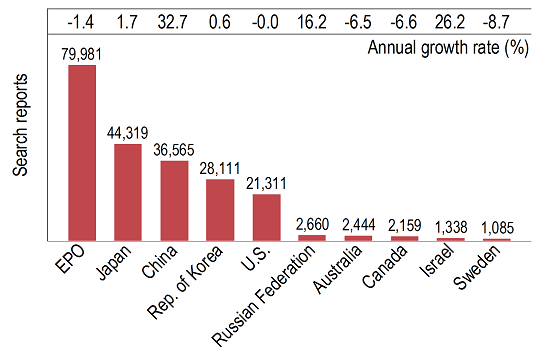 -1.4 1.7 32.7 0.6 -0.0 16.2 -6.5 -6.6 26.2 -8.7
Annual growth rate (%)
Search reports
79,981
44,319
36,565
28,111
21,311
2,660
2,444
2,159
1,338
1,085
EPO
Japan
China
Rep. of Korea
U.S.
Russian Federation
Australia
Canada
Israel
Sweden